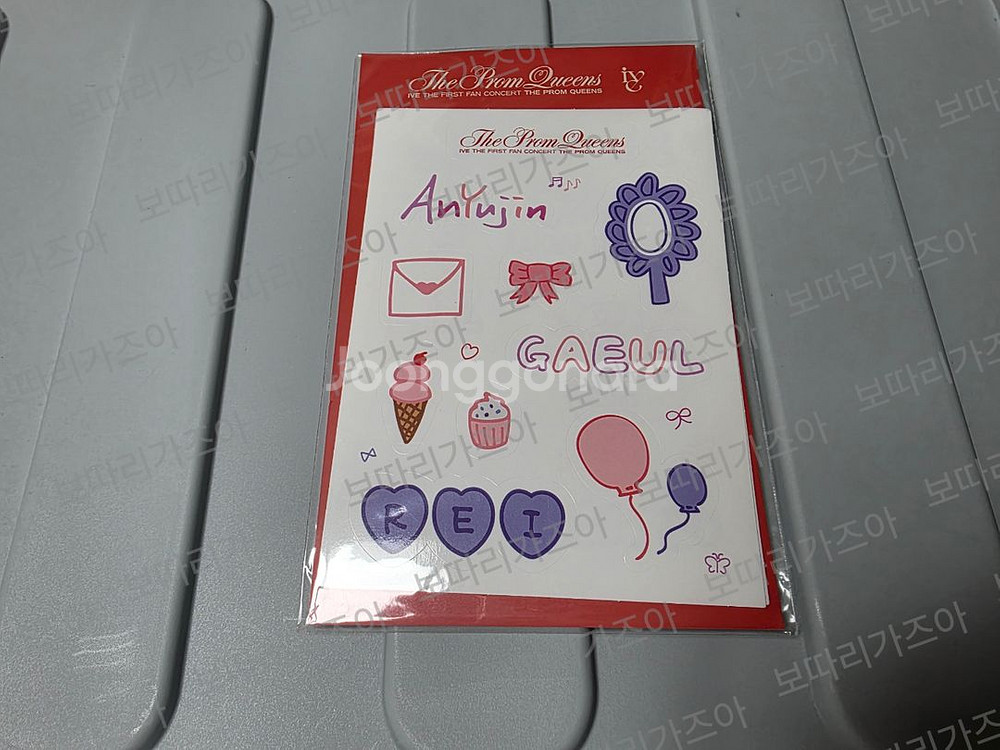 The Prom Queens
IVE THE FIRST FAN CONCERT THE PROM QUEENS
IVE
The Prom Queens
IVE THE FIRST FAN CONCERT THE PROM QUEENS
AnYujin
GAEUL
Joonggonara
REI
보따리가즈아